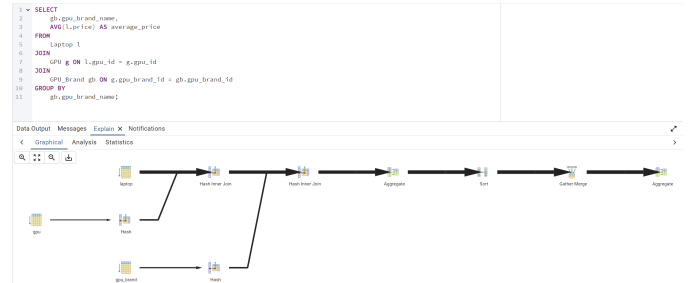 1 SELECT
2 gb.gpu_brand_name,
3 AVG(l.price) AS average_price
4 FROM
5 Laptop l
6 JOIN
7 GPU g ON l.gpu_id = g.gpu_id
8 JOIN
9 GPU_Brand gb ON g.gpu_brand_id = gb.gpu_brand_id
10 GROUP BY
11 gb.gpu_brand_name;
Data Output Messages Explain × Notifications
Graphical Analysis Statistics
laptop Hash Inner Join Hash Inner Join Aggregate Sort Gather Merge Aggregate
gpu Hash
gpu_brand Hash